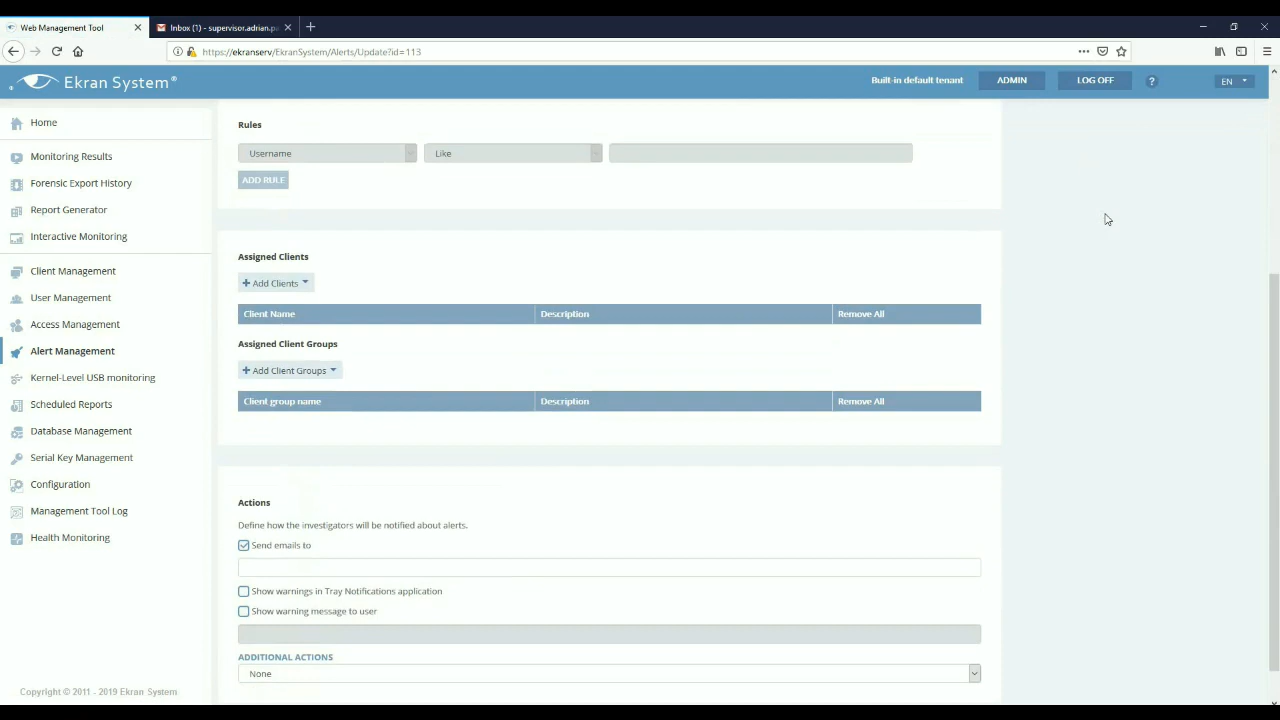 Web Management Tool
Inbox (1) - supervisor.adrian.pa
https://ekranserv/EkranSystem/Alerts/Update?id=113
Ekran System®
Built-in default tenant
ADMIN
LOG OFF
?
EN
Home
Monitoring Results
Forensic Export History
Report Generator
Interactive Monitoring
Client Management
User Management
Access Management
Alert Management
Kernel-Level USB monitoring
Scheduled Reports
Database Management
Serial Key Management
Configuration
Management Tool Log
Health Monitoring
Copyright © 2011 - 2019 Ekran System
Rules
Username Like
ADD RULE
Assigned Clients
+ Add Clients
Client Name Description Remove All
Assigned Client Groups
+ Add Client Groups
Client group name Description Remove All
Actions
Define how the investigators will be notified about alerts.
Send emails to
Show warnings in Tray Notifications application
Show warning message to user
ADDITIONAL ACTIONS
None